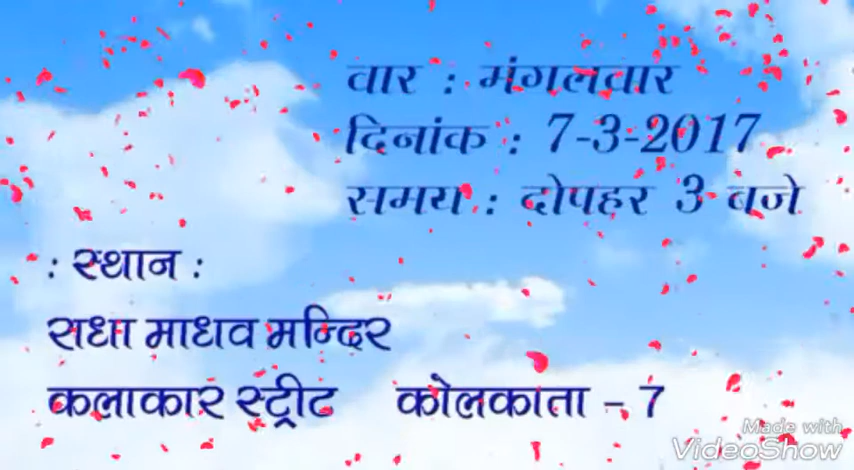 वार : मंगलवार
दिनांक : 7-3-2017
समय : दोपहर 3 बजे
: स्थान :
राधा माधव मन्दिर
कलाकार स्ट्रीट कोलकाता - 7
Made with
VideoShow